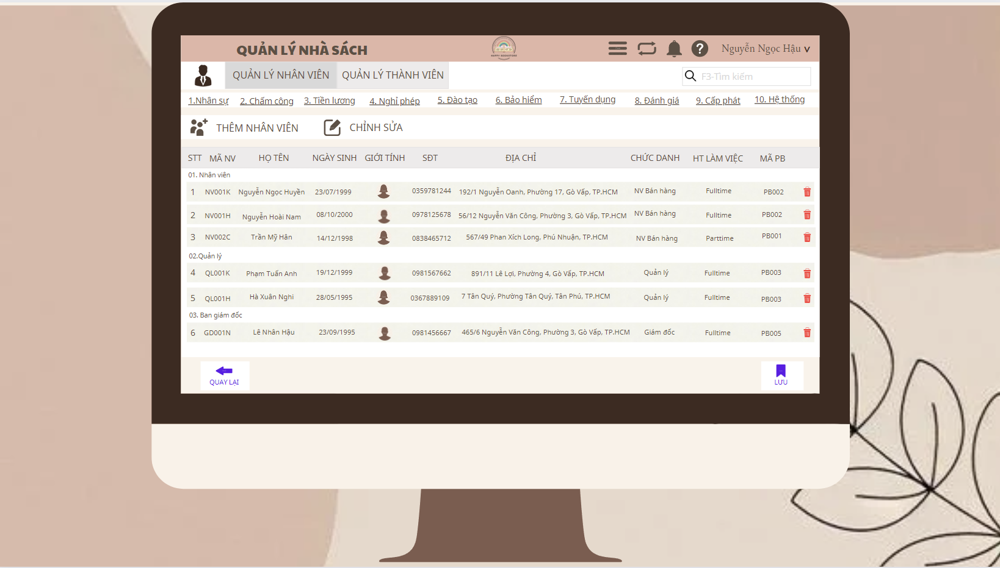 QUẢN LÝ NHÀ SÁCH
HAPPY BOOKSTORE
Nguyễn Ngọc Hậu
QUẢN LÝ NHÂN VIÊN QUẢN LÝ THÀNH VIÊN
F3-Tìm kiếm
1.Nhân sự 2. Chấm công 3. Tiền lương 4. Nghỉ phép 5. Đào tạo 6. Bảo hiểm 7. Tuyển dụng 8. Đánh giá 9. Cấp phát 10. Hệ thống
THÊM NHÂN VIÊN CHỈNH SỬA
STT MÃ NV HỌ TÊN NGÀY SINH GIỚI TÍNH SĐT ĐỊA CHỈ CHỨC DANH HT LÀM VIỆC MÃ PB
01. Nhân viên
1 NV001K Nguyễn Ngọc Huyền 23/07/1999 0359781244 192/1 Nguyễn Oanh, Phường 17, Gò Vấp, TP.HCM NV Bán hàng Fulltime PB002
2 NV001H Nguyễn Hoài Nam 08/10/2000 0978125678 56/12 Nguyễn Văn Công, Phường 3, Gò Vấp, TP.HCM NV Bán hàng Fulltime PB002
3 NV002C Trần Mỹ Hân 14/12/1998 0838465712 567/49 Phan Xích Long, Phú Nhuận, TP.HCM NV Bán hàng Parttime PB001
02.Quản lý
4 QL001K Phạm Tuấn Anh 19/12/1999 0981567662 891/11 Lê Lợi, Phường 4, Gò Vấp, TP.HCM Quản lý Fulltime PB003
5 QL001H Hà Xuân Nghi 28/05/1995 0367889109 7 Tân Quý, Phường Tân Quý, Tân Phú, TP.HCM Quản lý Fulltime PB003
03. Ban giám đốc
6 GD001N Lê Nhân Hậu 23/09/1995 0981456667 465/6 Nguyễn Văn Công, Phường 3, Gò Vấp, TP.HCM Giám đốc Fulltime PB005
QUAY LẠI LƯU